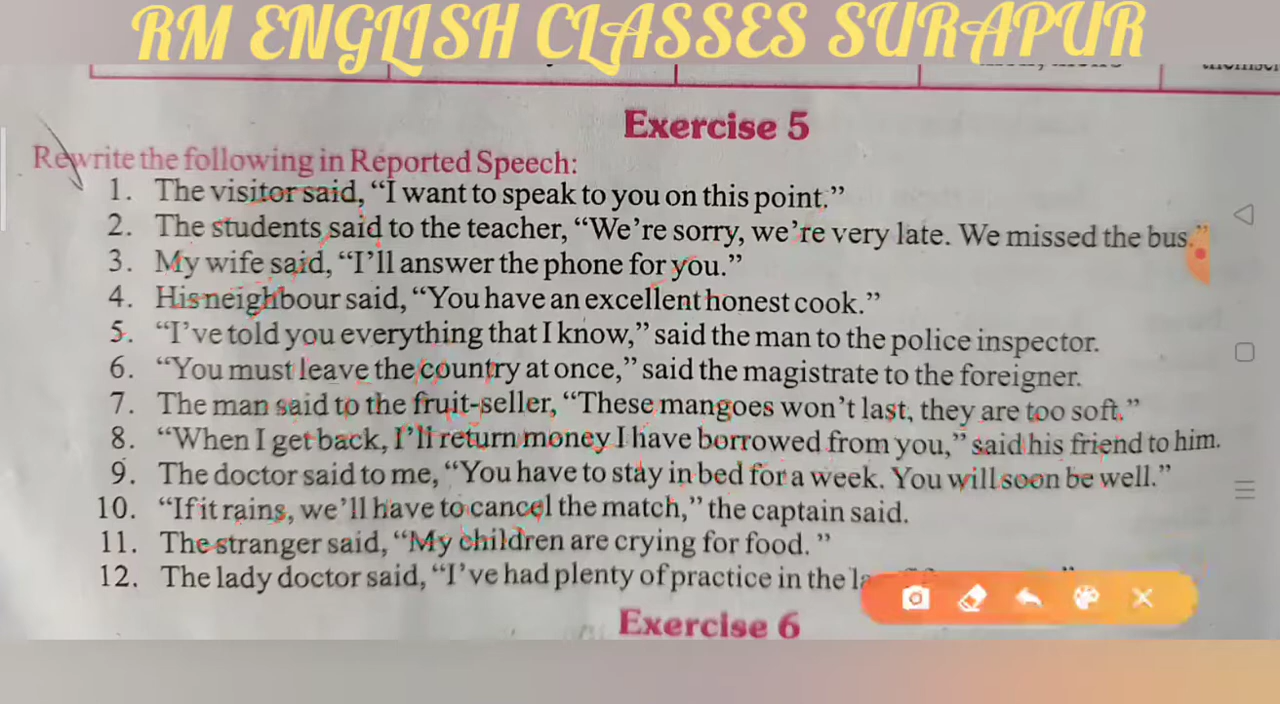 RM ENGLISH CLASSES SURAPUR
Exercise 5
Rewrite the following in Reported Speech:
1. The visitor said, “I want to speak to you on this point.”
2. The students said to the teacher, “We’re sorry, we’re very late. We missed the bus.”
3. My wife said, “I’ll answer the phone for you.”
4. His neighbour said, “You have an excellent honest cook.”
5. “I’ve told you everything that I know,” said the man to the police inspector.
6. “You must leave the country at once,” said the magistrate to the foreigner.
7. The man said to the fruit-seller, “These mangoes won’t last, they are too soft.”
8. “When I get back, I’ll return money I have borrowed from you,” said his friend to him.
9. The doctor said to me, “You have to stay in bed for a week. You will soon be well.”
10. “If it rains, we’ll have to cancel the match,” the captain said.
11. The stranger said, “My children are crying for food. ”
12. The lady doctor said, “I’ve had plenty of practice in the
Exercise 6